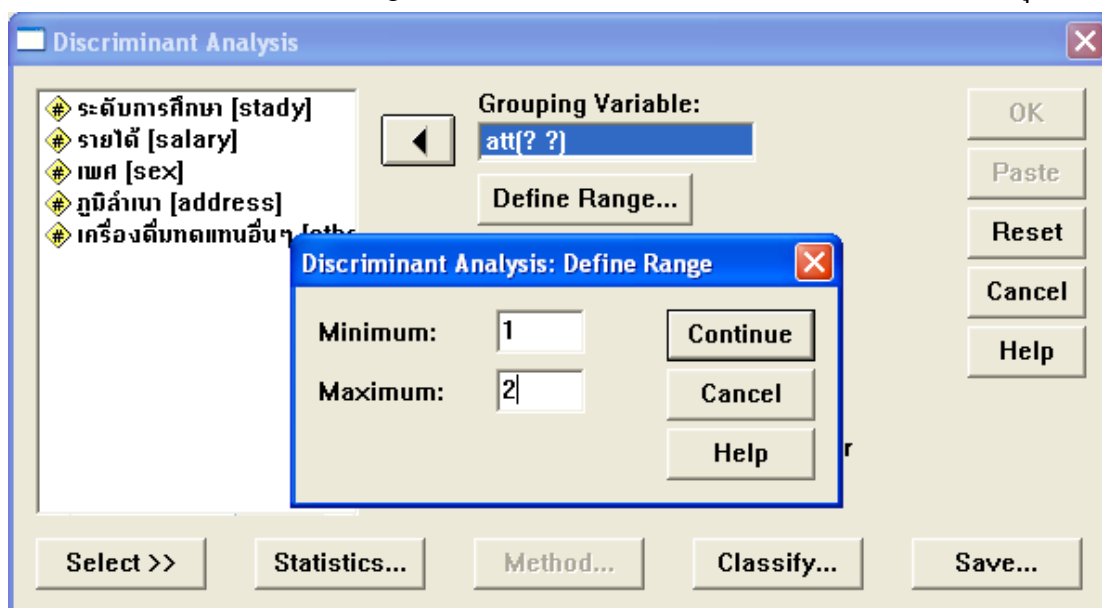 Discriminant Analysis
ระดับการศึกษา [stady]
รายได้ [salary]
เพศ [sex]
ภูมิลำเนา [address]
เครื่องดื่มทดแทนอื่นๆ
Grouping Variable:
att(? ?)
Define Range...
OK
Paste
Reset
Cancel
Help
Discriminant Analysis: Define Range
Minimum:
1
Maximum:
2
Continue
Cancel
Help
r
Select >>
Statistics...
Method...
Classify...
Save...